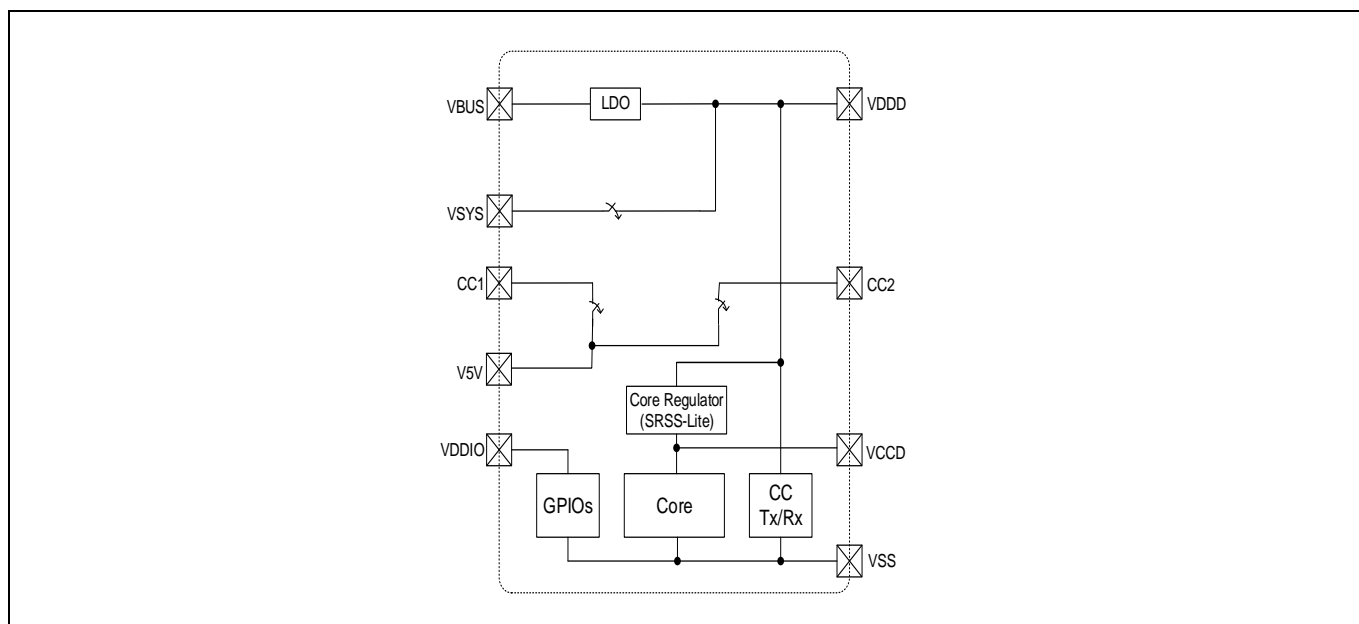 VBUS
LDO
VDDD
VSYS
CC1
CC2
V5V
Core Regulator
(SRSS-Lite)
VDDIO
VCCD
GPIOs
Core
CC
Tx/Rx
VSS